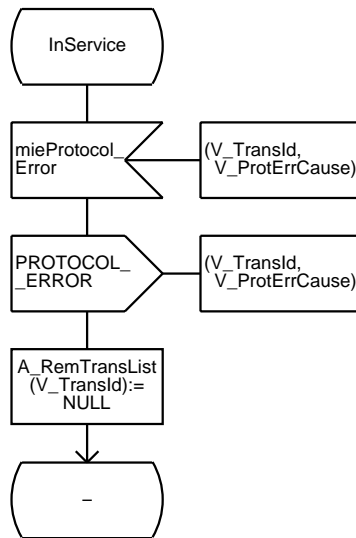 InService
mieProtocol_
Error
(V_TransId,
V_ProtErrCause)
PROTOCOL_
_ERROR
(V_TransId,
V_ProtErrCause)
A_RemTransList
(V_TransId):=
NULL
–